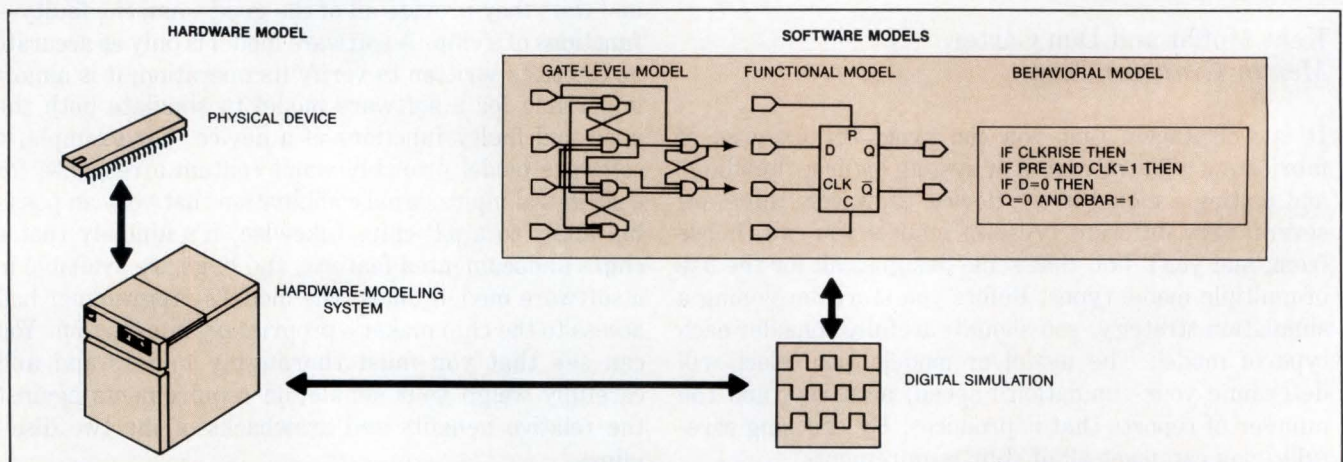 HARDWARE MODEL
PHYSICAL DEVICE
HARDWARE-MODELING
SYSTEM
SOFTWARE MODELS
GATE-LEVEL MODEL
FUNCTIONAL MODEL
BEHAVIORAL MODEL
P
D
Q
CLK
Q̅
C
IF CLKRISE THEN
IF PRE AND CLK=1 THEN
IF D=0 THEN
Q=0 AND QBAR=1
DIGITAL SIMULATION